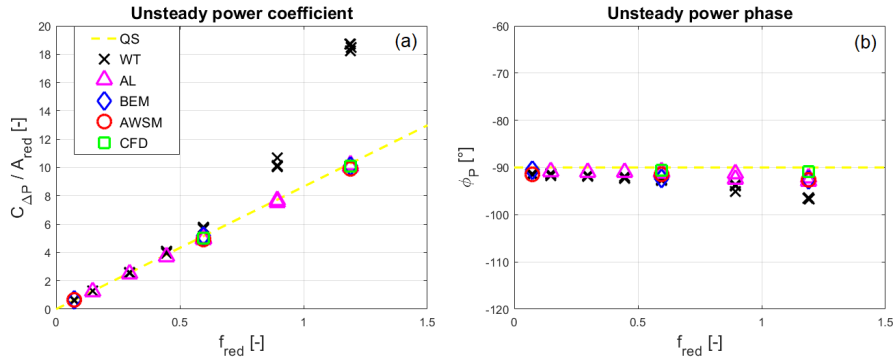 Unsteady power coefficient
(a)
QS
WT
AL
BEM
AWSM
CFD
C_ΔP / A_red [-]
20
18
16
14
12
10
8
6
4
2
0
0 0.5 1 1.5
f_red [-]
Unsteady power phase
(b)
ϕ_P [°]
-60
-70
-80
-90
-100
-110
-120
0 0.5 1 1.5
f_red [-]